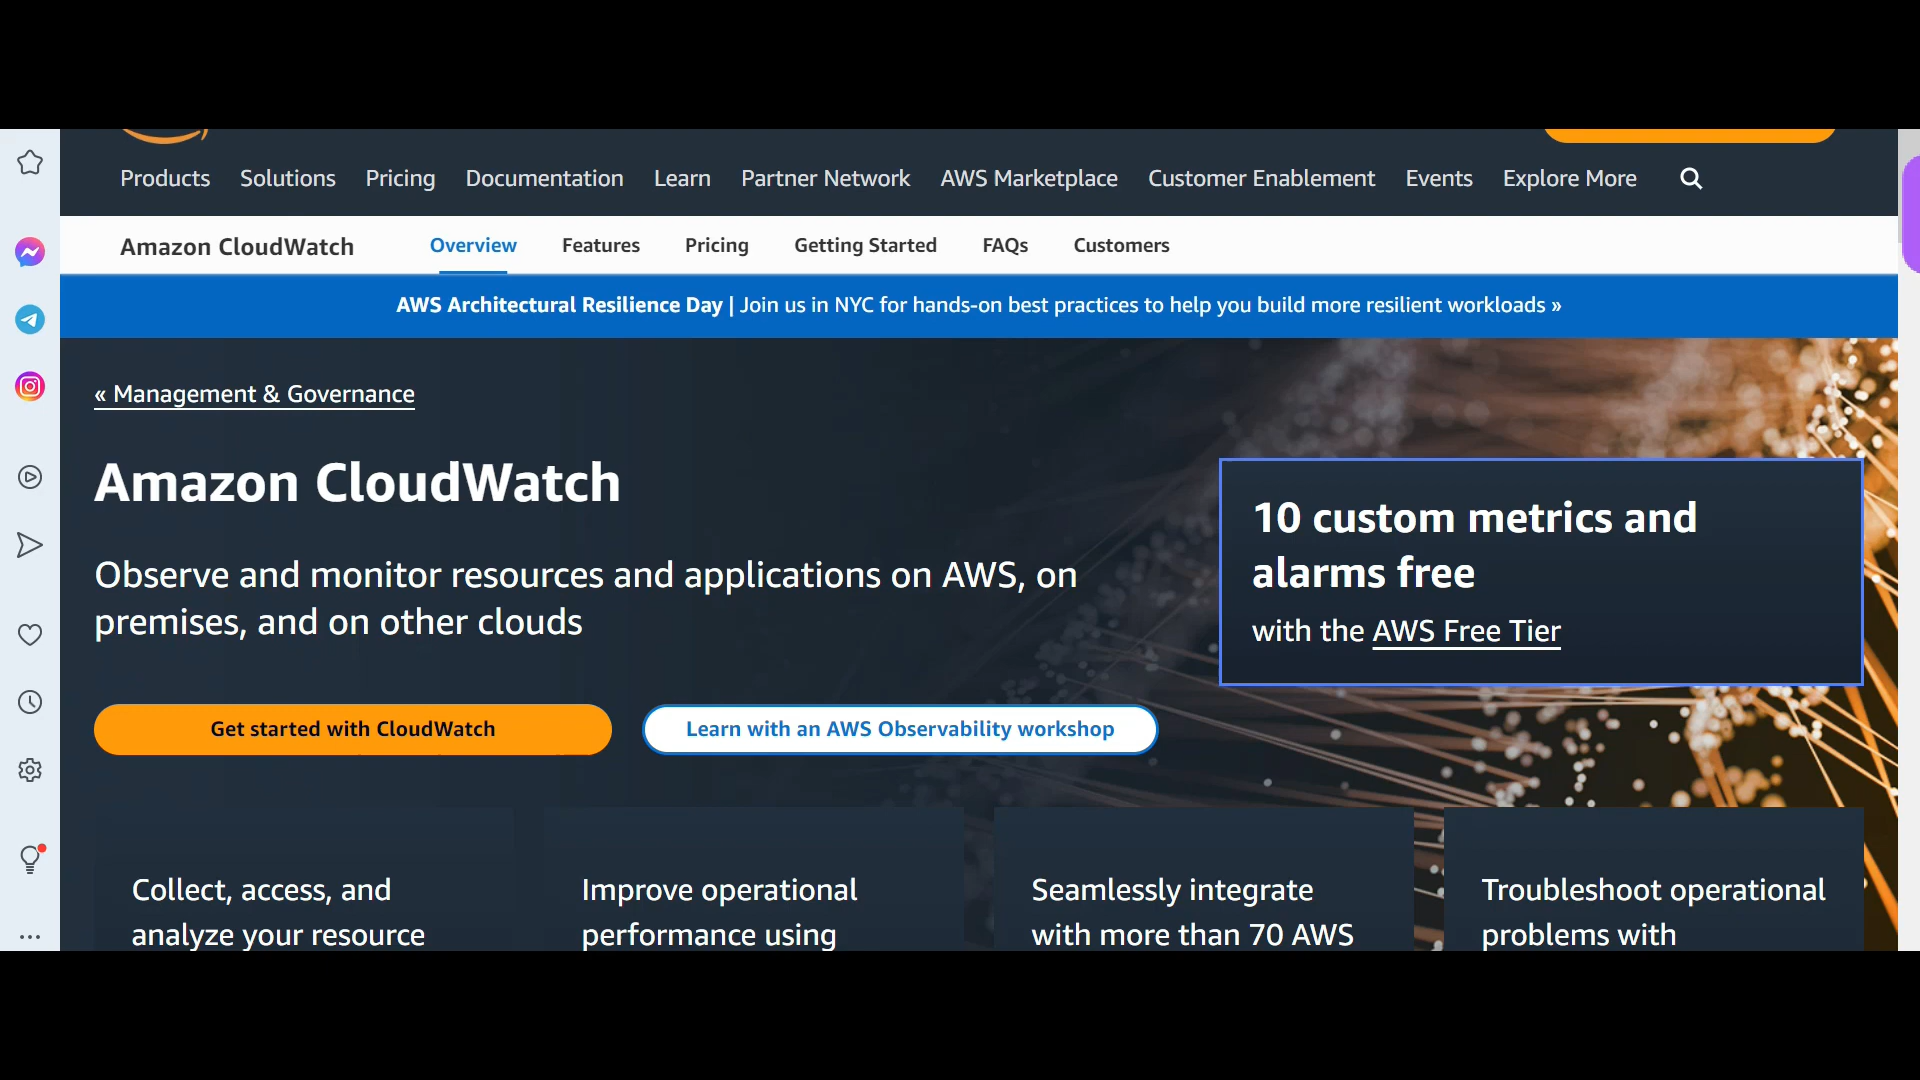 Products Solutions Pricing Documentation Learn Partner Network AWS Marketplace Customer Enablement Events Explore More
Amazon CloudWatch Overview Features Pricing Getting Started FAQs Customers
AWS Architectural Resilience Day | Join us in NYC for hands-on best practices to help you build more resilient workloads »
« Management & Governance
Amazon CloudWatch
Observe and monitor resources and applications on AWS, on
premises, and on other clouds
Get started with CloudWatch
Learn with an AWS Observability workshop
10 custom metrics and
alarms free
with the AWS Free Tier
Collect, access, and
analyze your resource
Improve operational
performance using
Seamlessly integrate
with more than 70 AWS
Troubleshoot operational
problems with